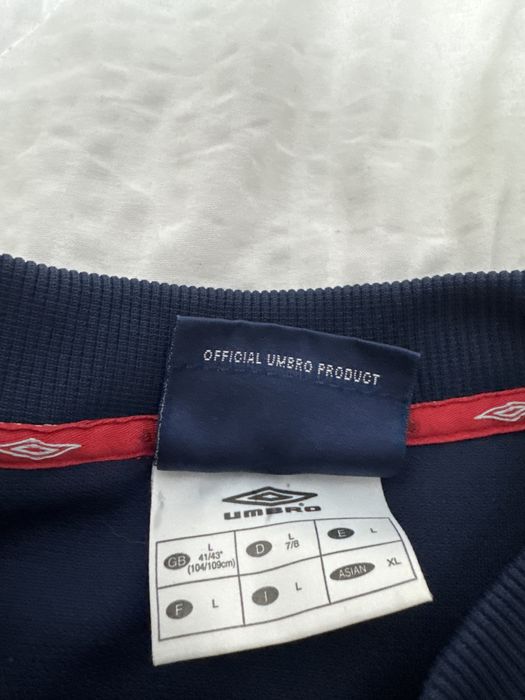 OFFICIAL UMBRO PRODUCT
UMBRO
GB L 41/43" (104/109cm)
D L 7/8
E L
F L
I L
ASIAN XL